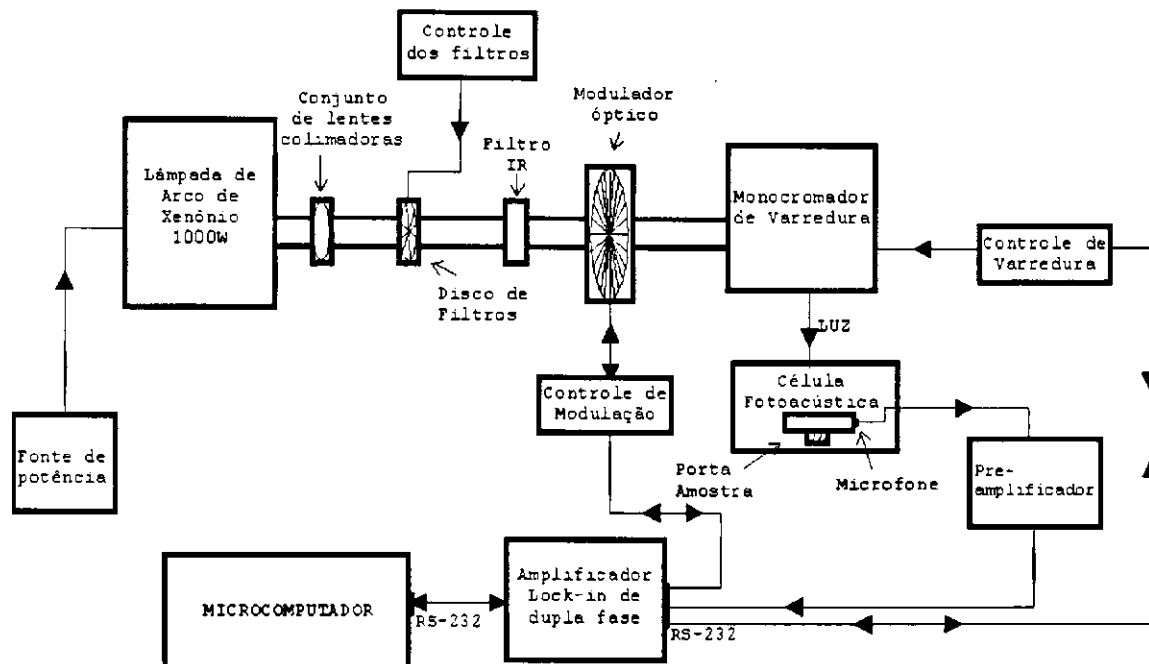 Controle
dos filtros
Conjunto
de lentes
colimadoras
Modulador
óptico
Filtro
IR
Lâmpada de
Arco de
Xenônio
1000W
Monocromador
de Varredura
Controle de
Varredura
Disco de
Filtros
LUZ
Controle de
Modulação
Célula
Fotoacústica
Fonte de
potência
Porta
Amostra
Microfone
Pre-
amplificador
MICROCOMPUTADOR
RS-232
Amplificador
Lock-in de
dupla fase
RS-232